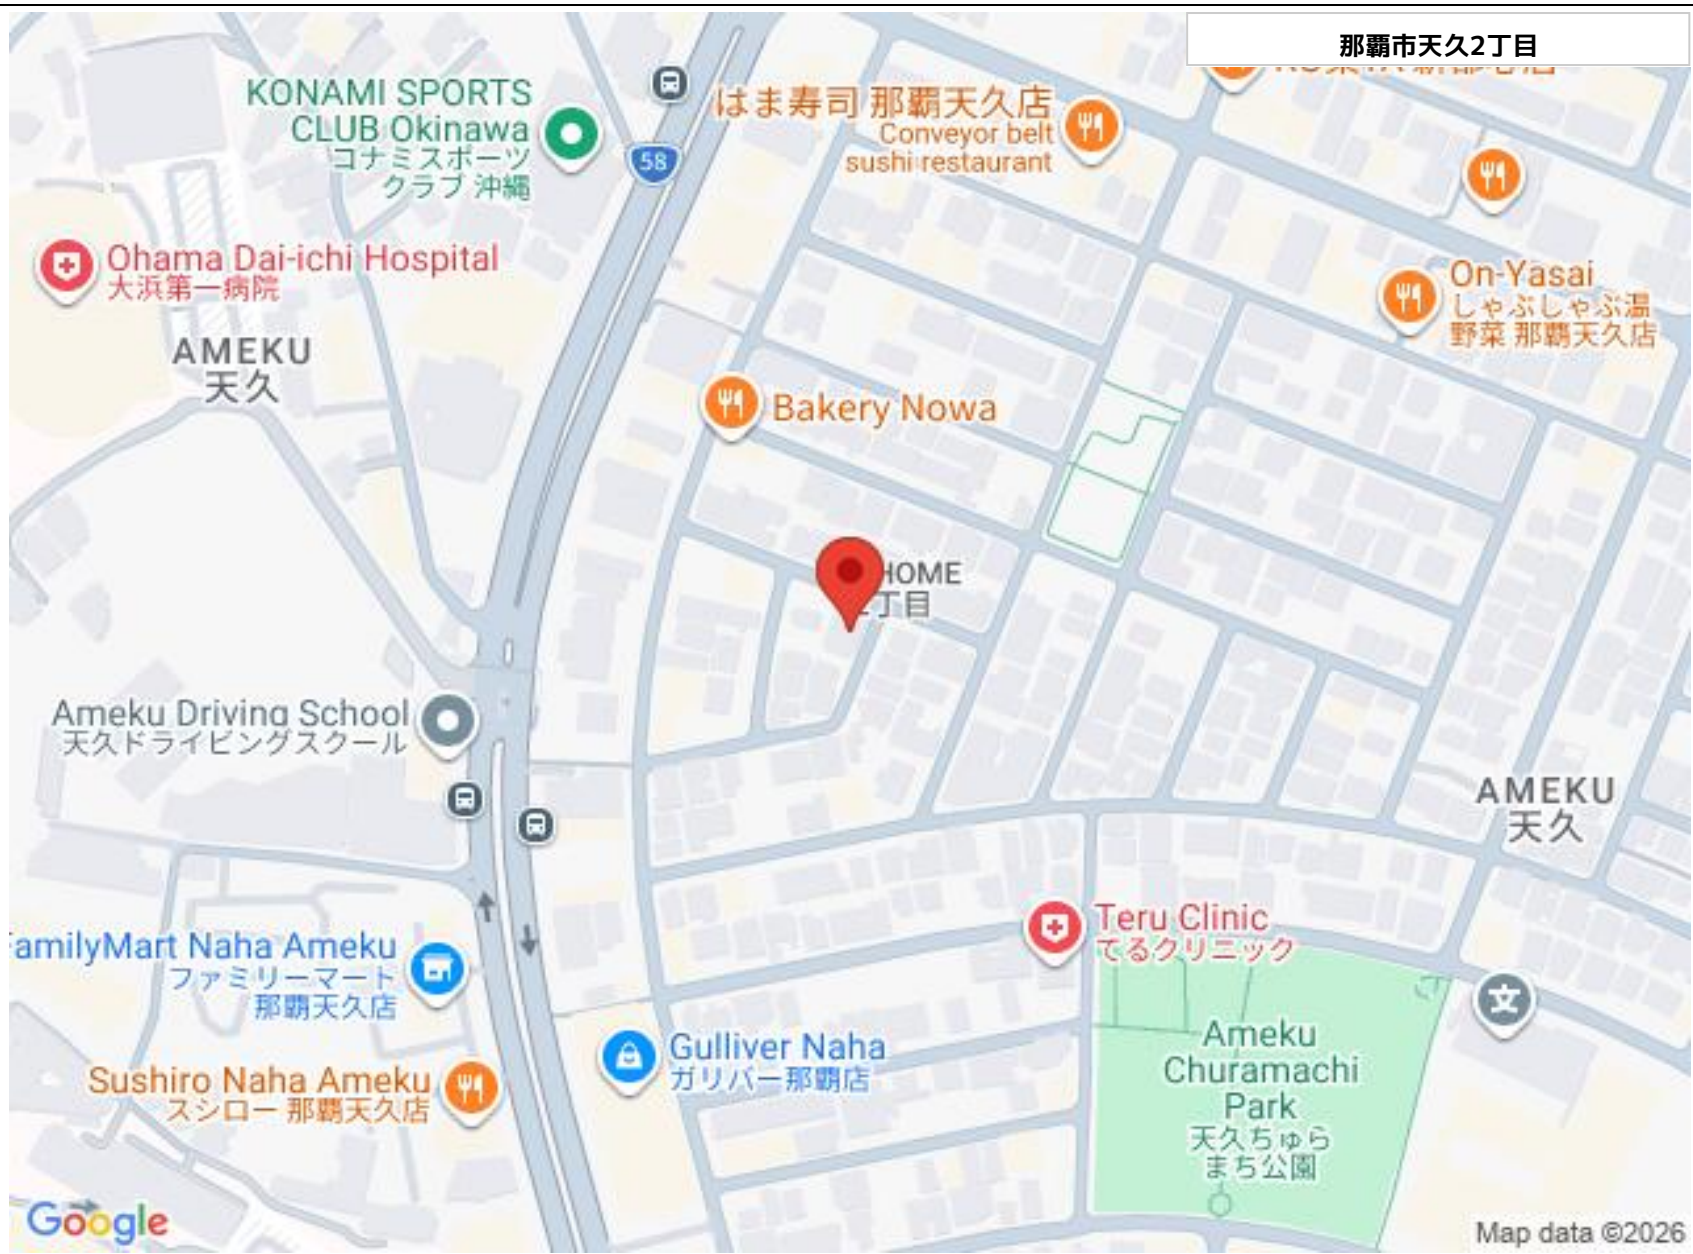 那覇市天久2丁目
KONAMI SPORTS
CLUB Okinawa
コナミスポーツ
クラブ 沖縄
58
はま寿司 那覇天久店
Conveyor belt
sushi restaurant
Ohama Dai-ichi Hospital
大浜第一病院
On-Yasai
しゃぶしゃぶ温
野菜 那覇天久店
AMEKU
天久
Bakery Nowa
HOME
丁目
Ameku Driving School
天久ドライビングスクール
AMEKU
天久
Teru Clinic
てるクリニック
amilyMart Naha Ameku
ファミリーマート
那覇天久店
文
Gulliver Naha
ガリバー那覇店
Ameku
Churamachi
Park
天久ちゅら
まち公園
Sushiro Naha Ameku
スシロー 那覇天久店
Google
Map data ©2026